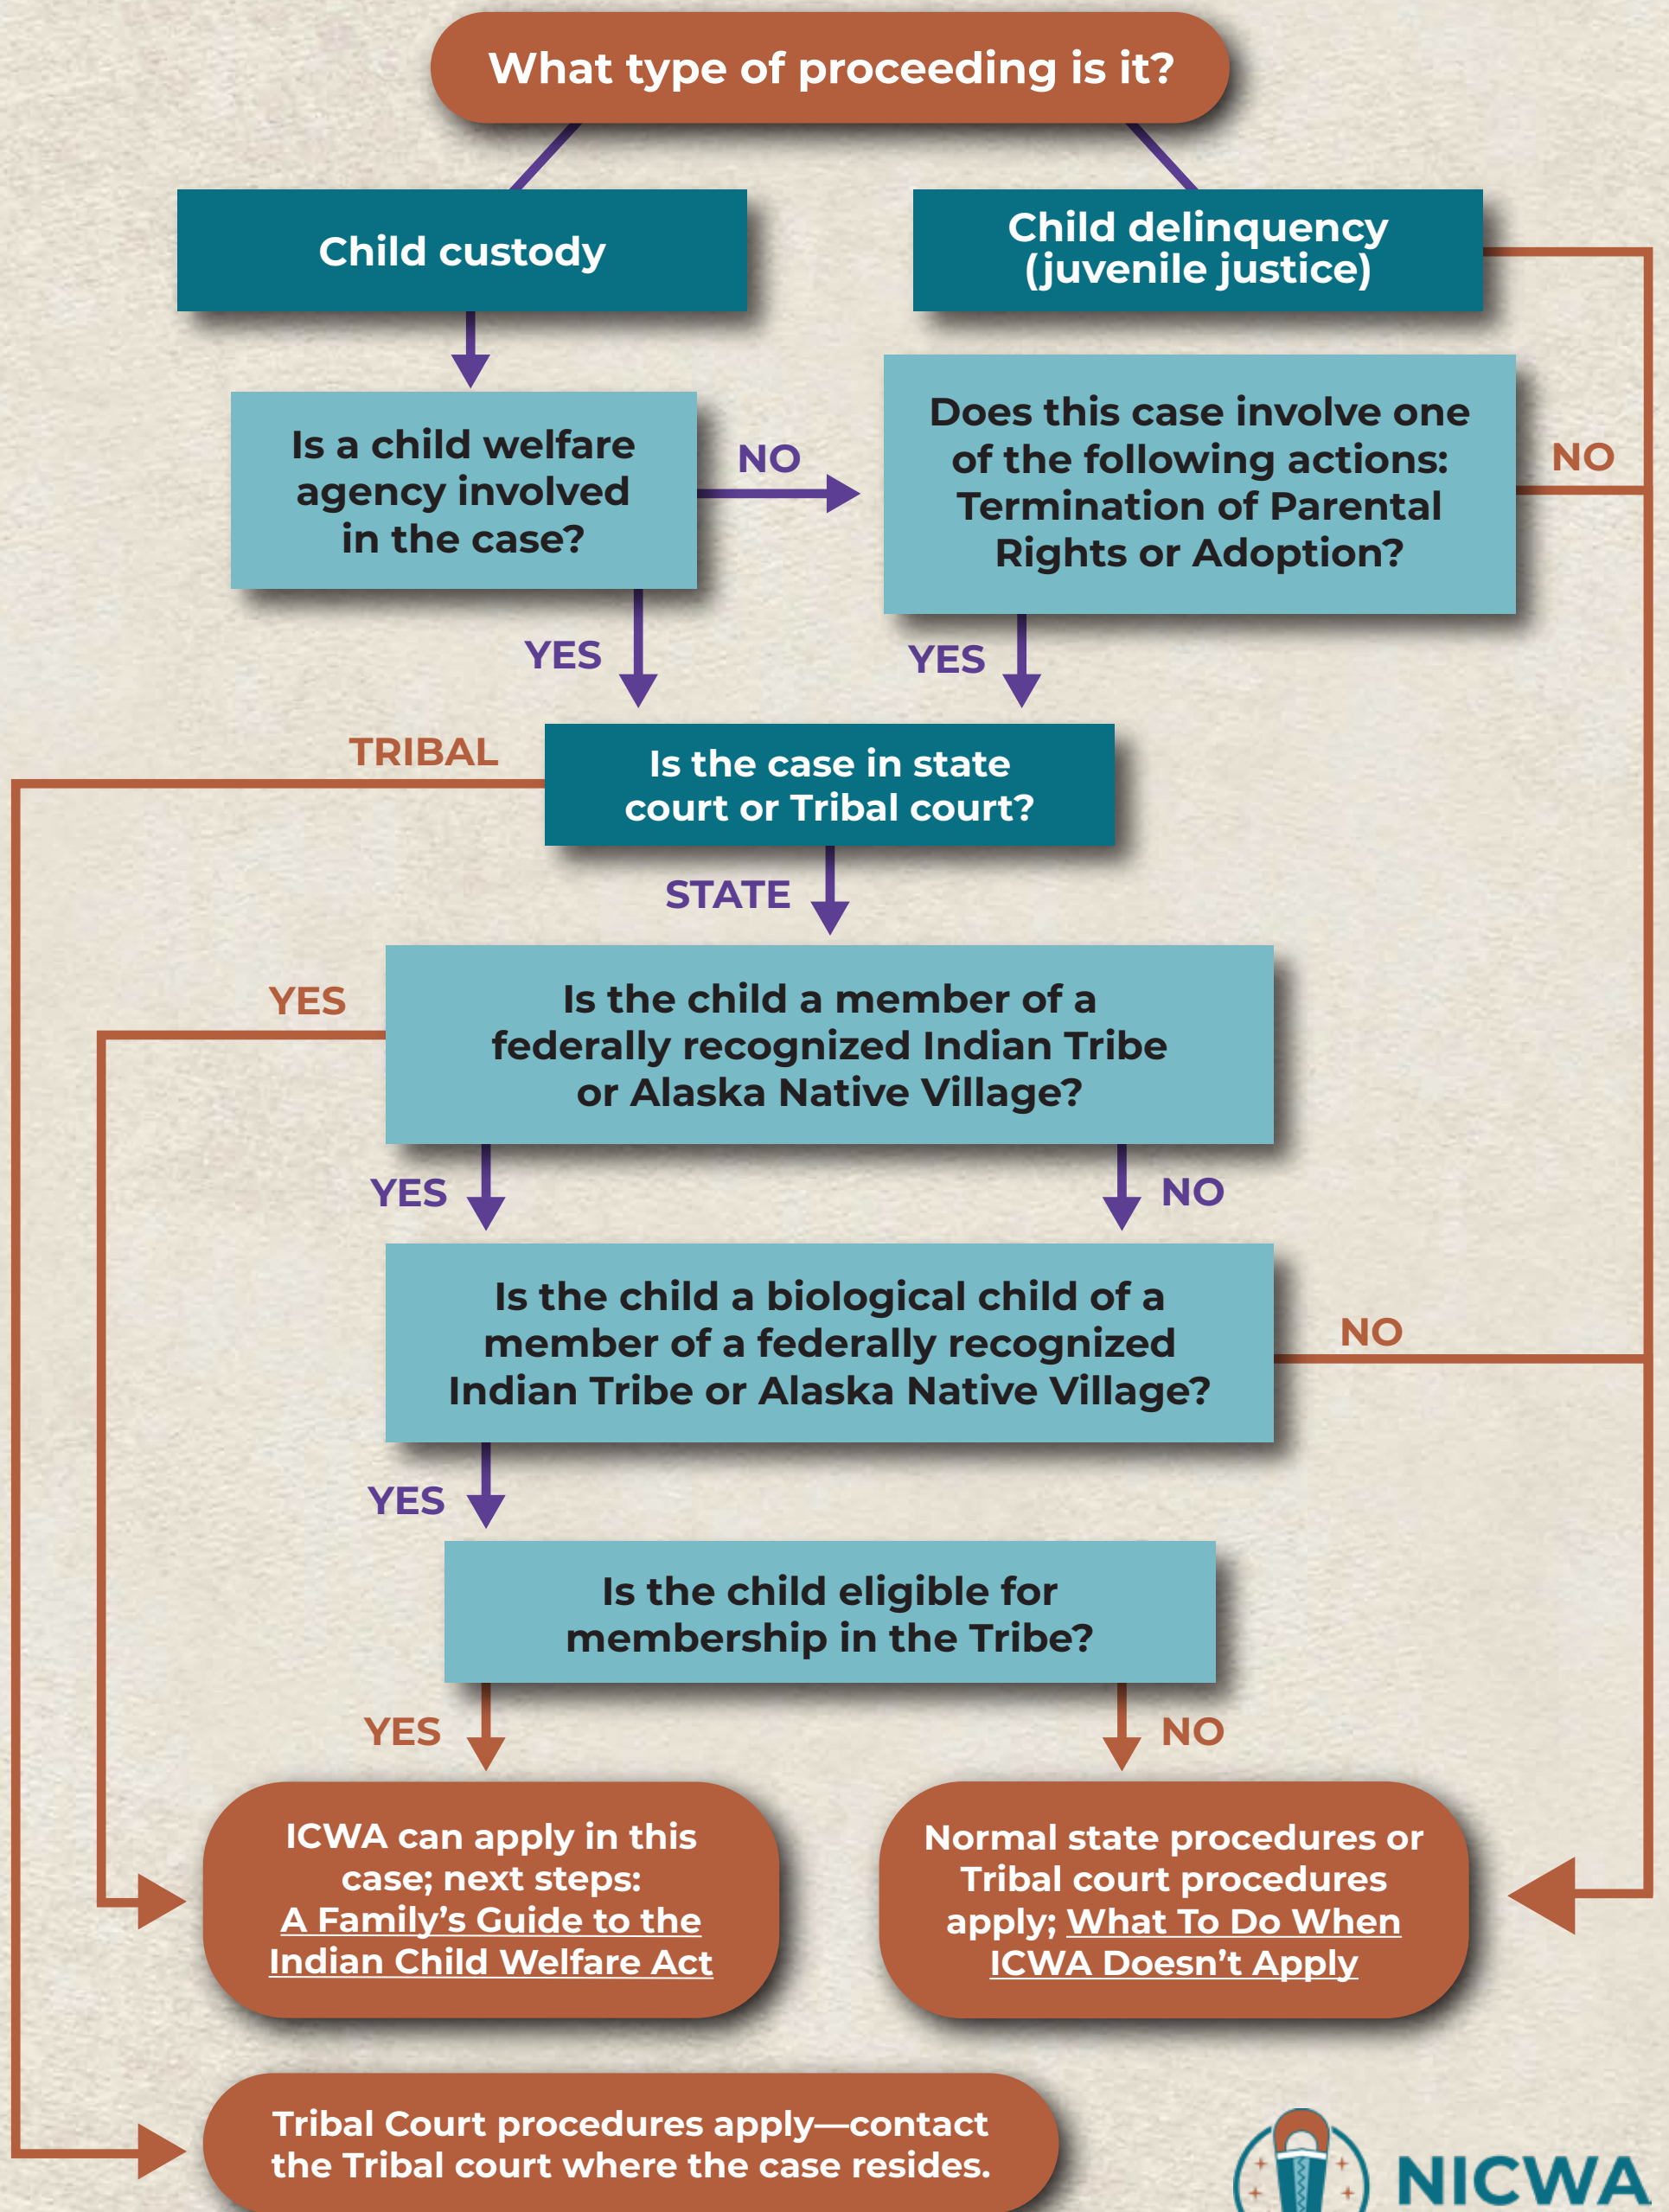 What type of proceeding is it?
Child custody
Child delinquency
(juvenile justice)
Is a child welfare
agency involved
in the case?
NO
Does this case involve one
of the following actions:
Termination of Parental
Rights or Adoption?
NO
YES
YES
TRIBAL
Is the case in state
court or Tribal court?
STATE
YES
Is the child a member of a
federally recognized Indian Tribe
or Alaska Native Village?
YES
NO
Is the child a biological child of a
member of a federally recognized
Indian Tribe or Alaska Native Village?
NO
YES
Is the child eligible for
membership in the Tribe?
YES
NO
ICWA can apply in this
case; next steps:
A Family’s Guide to the
Indian Child Welfare Act
Normal state procedures or
Tribal court procedures
apply; What To Do When
ICWA Doesn’t Apply
Tribal Court procedures apply—contact
the Tribal court where the case resides.
NICWA